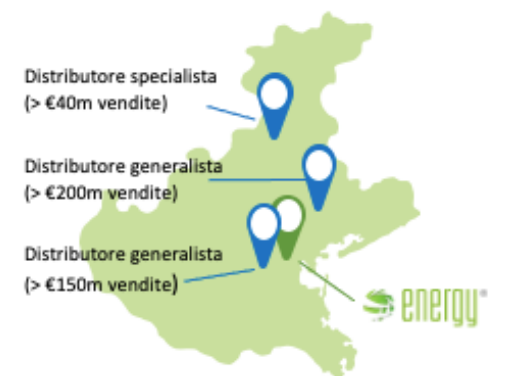 Distributore specialista
(> €40m vendite)
Distributore generalista
(> €200m vendite)
Distributore generalista
(> €150m vendite)
energy®